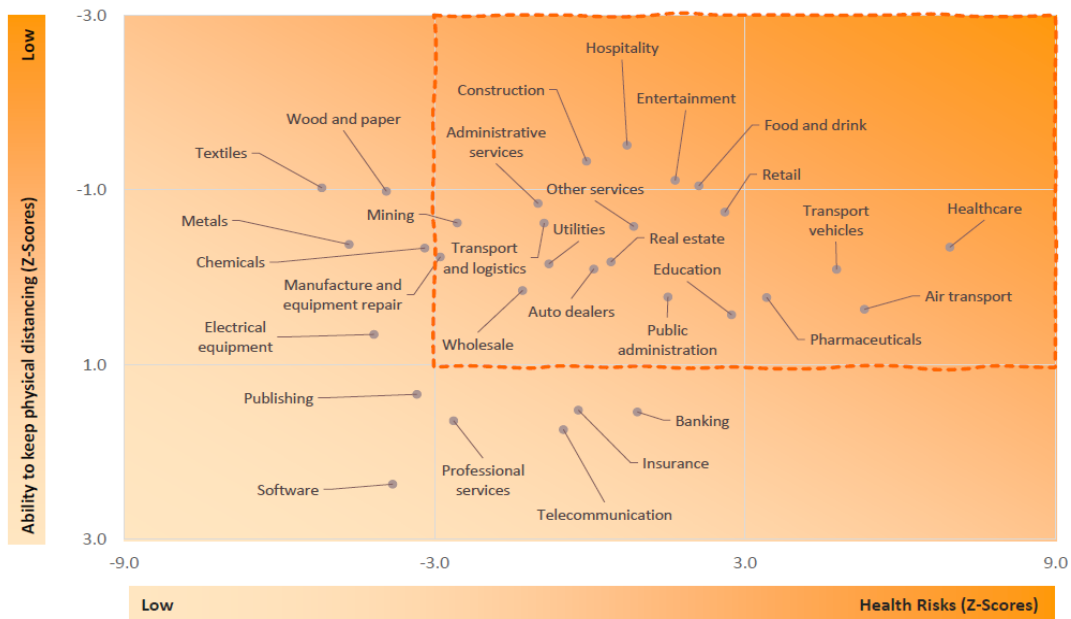 -3.0
Low
Ability to keep physical distancing (Z-Scores)
Hospitality
Construction
Entertainment
Wood and paper
Administrative
services
Food and drink
Textiles
Other services
Retail
Metals
Mining
Transport
vehicles
Healthcare
-1.0
Utilities
Real estate
Chemicals
Transport
and logistics
Education
Manufacture and
equipment repair
Air transport
Auto dealers
Electrical
equipment
Wholesale
Public
administration
Pharmaceuticals
1.0
Publishing
Banking
Professional
services
Insurance
Software
Telecommunication
3.0
-9.0
-3.0
3.0
9.0
Low
Health Risks (Z-Scores)